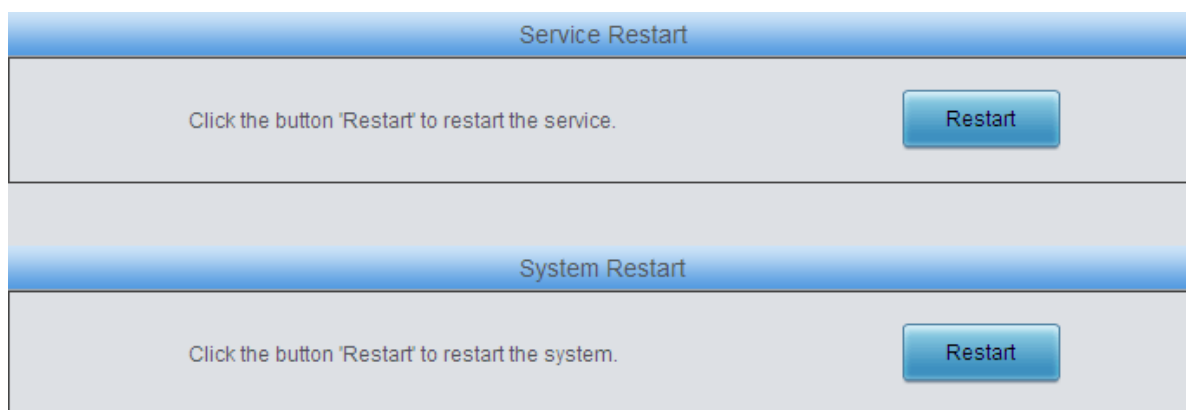 Service Restart
Click the button 'Restart' to restart the service.
Restart
System Restart
Click the button 'Restart' to restart the system.
Restart